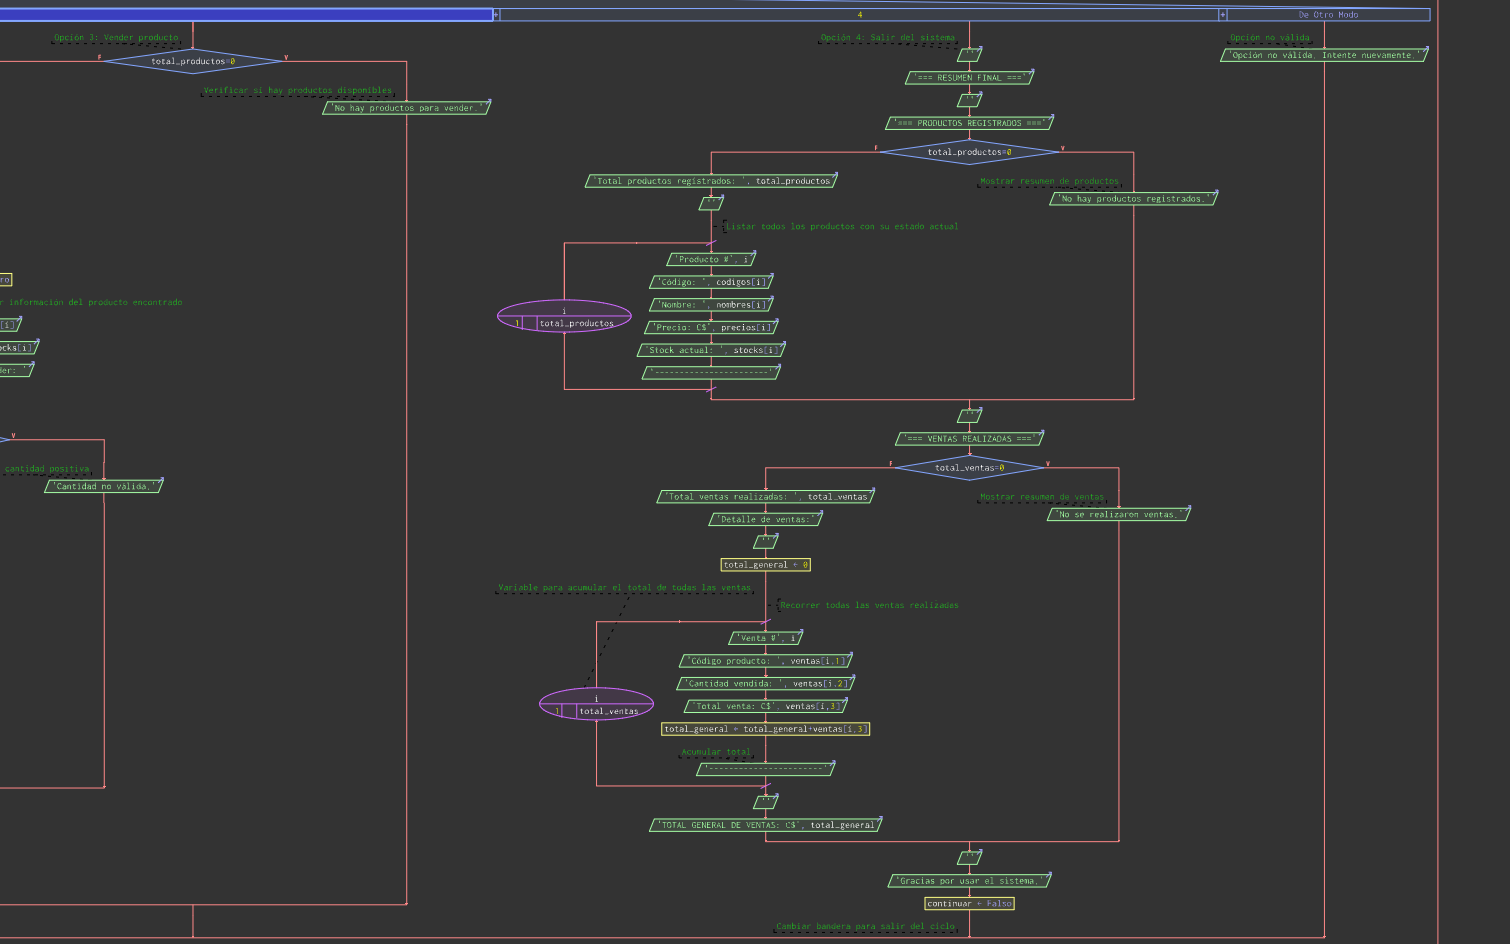 4
De Otro Modo
Opción 3: Vender producto
total_productos=0
F
V
Verificar si hay productos disponibles
'No hay productos para vender.'
ro
r información del producto encontrado
[i]
ocks[i]
der: '
V
cantidad positiva
'Cantidad no válida.'
Opción 4: Salir del sistema
''
'=== RESUMEN FINAL ==='
''
'=== PRODUCTOS REGISTRADOS ==='
total_productos=0
F
V
Mostrar resumen de productos
'No hay productos registrados.'
'Total productos registrados: ', total_productos
''
Listar todos los productos con su estado actual
'Producto #', i
'Código: ', codigos[i]
'Nombre: ', nombres[i]
'Precio: C$', precios[i]
'Stock actual: ', stocks[i]
'-----------------------'
i
1
total_productos
''
'=== VENTAS REALIZADAS ==='
total_ventas=0
F
V
Mostrar resumen de ventas
'No se realizaron ventas.'
'Total ventas realizadas: ', total_ventas
'Detalle de ventas:'
''
total_general ← 0
Variable para acumular el total de todas las ventas
Recorrer todas las ventas realizadas
'Venta #', i
'Código producto: ', ventas[i,1]
'Cantidad vendida: ', ventas[i,2]
'Total venta: C$', ventas[i,3]
total_general ← total_general+ventas[i,3]
Acumular total
'-----------------------'
i
1
total_ventas
''
'TOTAL GENERAL DE VENTAS: C$', total_general
''
'Gracias por usar el sistema.'
continuar ← Falso
Cambiar bandera para salir del ciclo
Opción no válida
'Opción no válida. Intente nuevamente.'